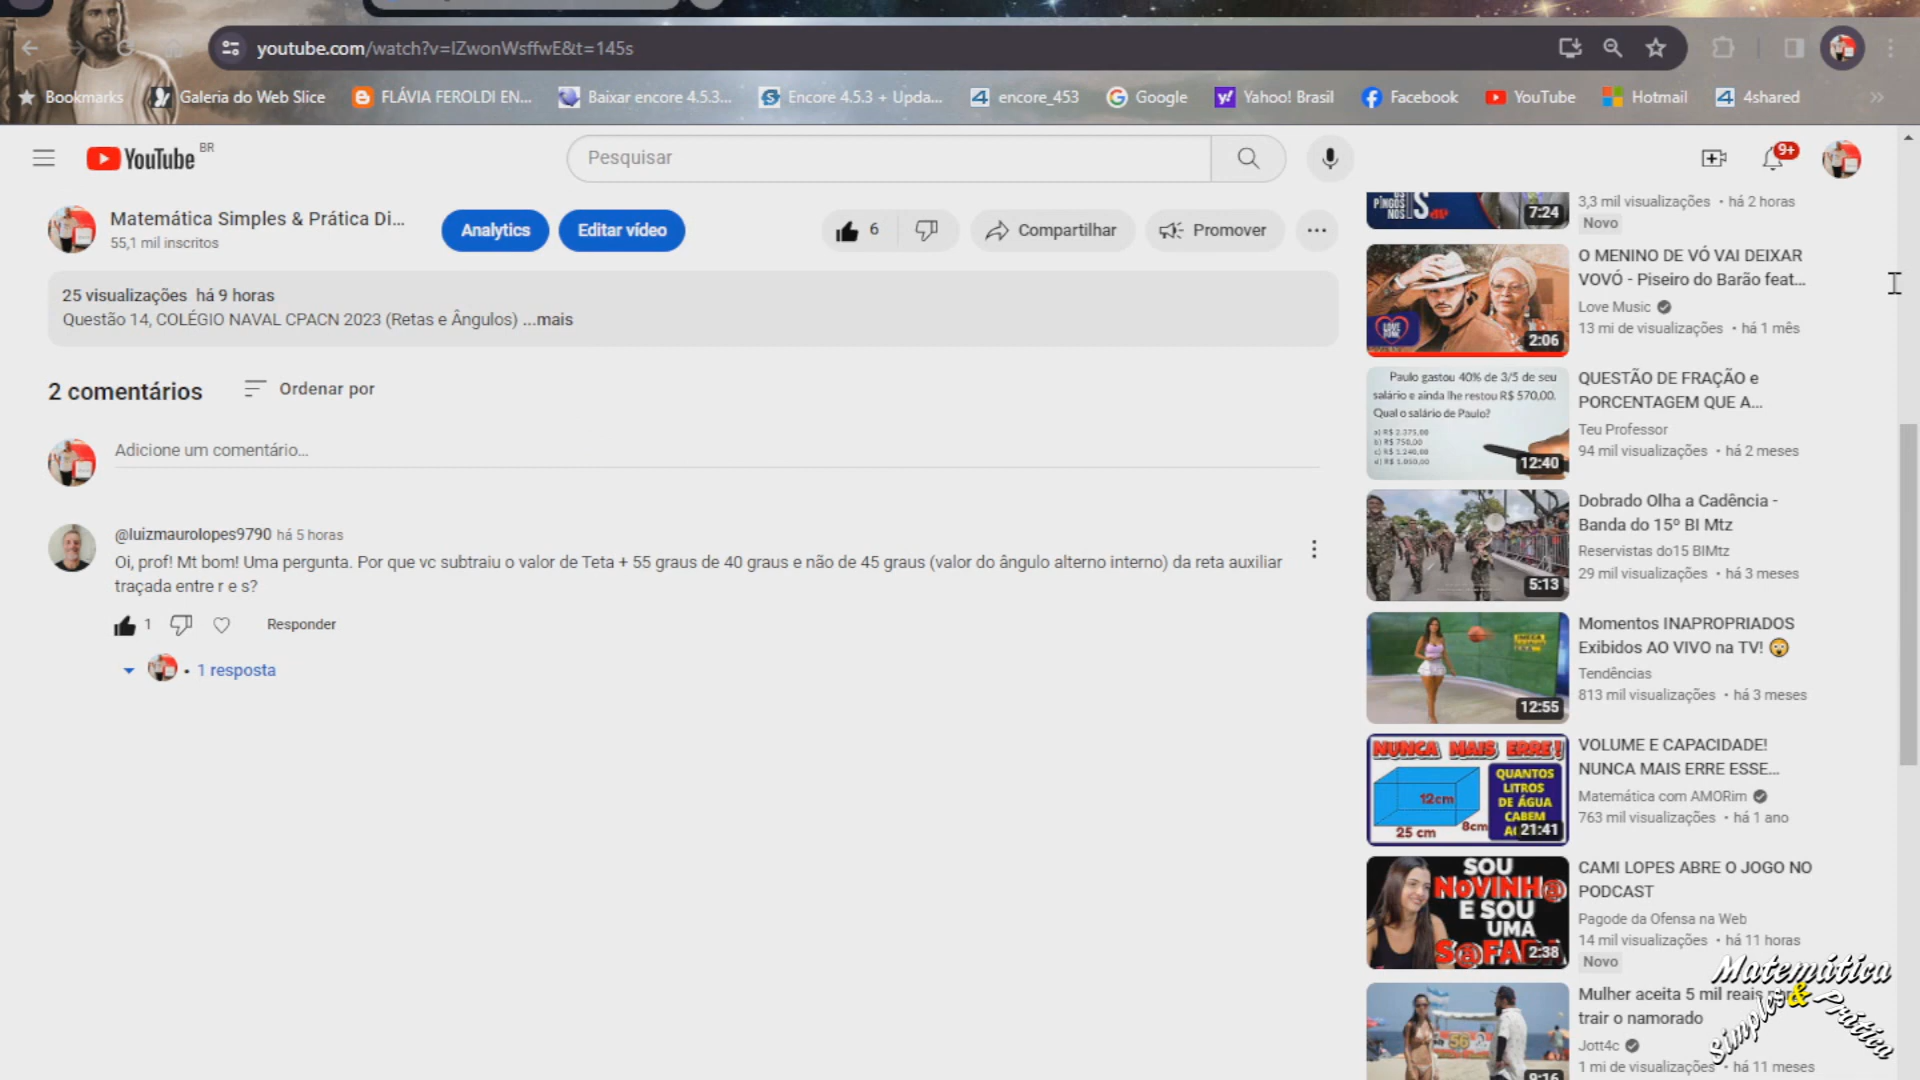 youtube.com/watch?v=IZwonWsffwE&t=145s
Bookmarks
Galeria do Web Slice
FLÁVIA FEROLDI EN...
Baixar encore 4.5.3...
Encore 4.5.3 + Upda...
encore_453
Google
Yahoo! Brasil
Facebook
YouTube
Hotmail
4shared
YouTube BR
Pesquisar
9+
Matemática Simples & Prática Di...
55,1 mil inscritos
Analytics
Editar vídeo
6
Compartilhar
Promover
25 visualizações há 9 horas
Questão 14, COLÉGIO NAVAL CPACN 2023 (Retas e Ângulos) ...mais
2 comentários
Ordenar por
Adicione um comentário...
@luizmaurolopes9790 há 5 horas
Oi, prof! Mt bom! Uma pergunta. Por que vc subtraiu o valor de Teta + 55 graus de 40 graus e não de 45 graus (valor do ângulo alterno interno) da reta auxiliar
traçada entre r e s?
1
Responder
• 1 resposta
PINGOS
NOS IS
7:24
3,3 mil visualizações • há 2 horas
Novo
2:06
O MENINO DE VÓ VAI DEIXAR
VOVÓ - Piseiro do Barão feat...
Love Music
13 mi de visualizações • há 1 mês
Paulo gastou 40% de 3/5 de seu
salário e ainda lhe restou R$ 570,00.
Qual o salário de Paulo?
a) R$ 2.375,00
b) R$ 750,00
c) R$ 1.240,00
d) R$ 1.050,00
12:40
QUESTÃO DE FRAÇÃO e
PORCENTAGEM QUE A...
Teu Professor
94 mil visualizações • há 2 meses
5:13
Dobrado Olha a Cadência -
Banda do 15º BI Mtz
Reservistas do15 BIMtz
29 mil visualizações • há 3 meses
12:55
Momentos INAPROPRIADOS
Exibidos AO VIVO na TV! 😲
Tendências
813 mil visualizações • há 3 meses
NUNCA MAIS ERRE!
QUANTOS
LITROS
DE ÁGUA
CABEM
12cm
25 cm
8cm
21:41
VOLUME E CAPACIDADE!
NUNCA MAIS ERRE ESSE...
Matemática com AMORim
763 mil visualizações • há 1 ano
SOU
NOVINH@
E SOU
UMA
S@FADA
2:38
CAMI LOPES ABRE O JOGO NO
PODCAST
Pagode da Ofensa na Web
14 mil visualizações • há 11 horas
Novo
56
9:16
Mulher aceita 5 mil reais
trair o namorado
Jott4c
1 mi de visualizações • há 11 meses
Matemática
Simples & Prática